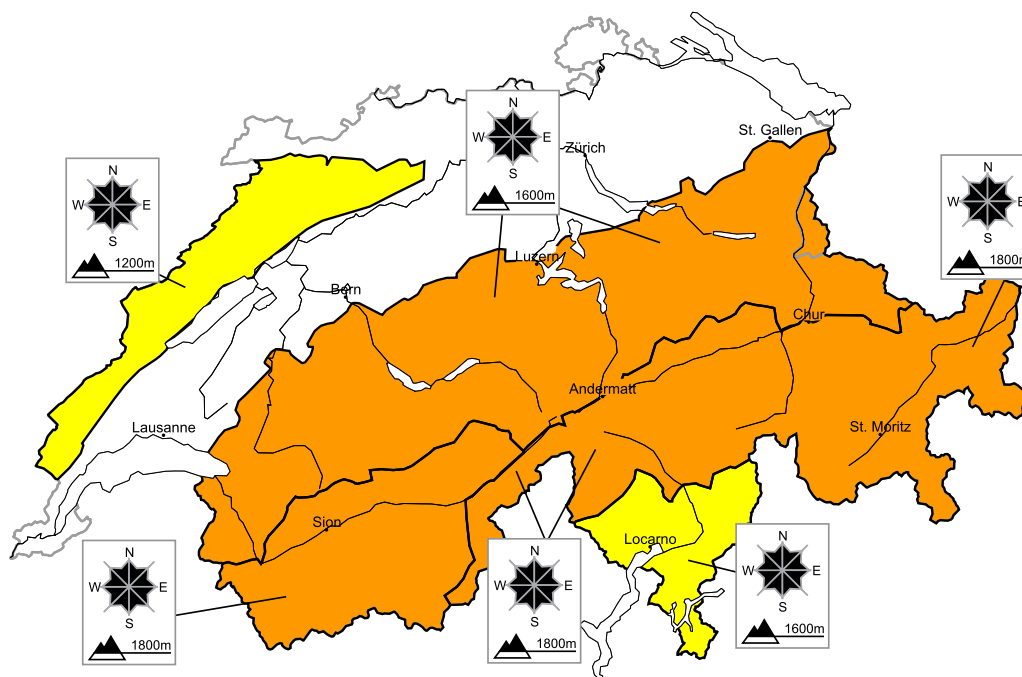 St. Gallen
Zürich
Luzern
Bern
Chur
Andermatt
St. Moritz
Lausanne
Sion
Locarno
N
W E
S
1200m
N
W E
S
1600m
N
W E
S
1800m
N
W E
S
1800m
N
W E
S
1800m
N
W E
S
1600m